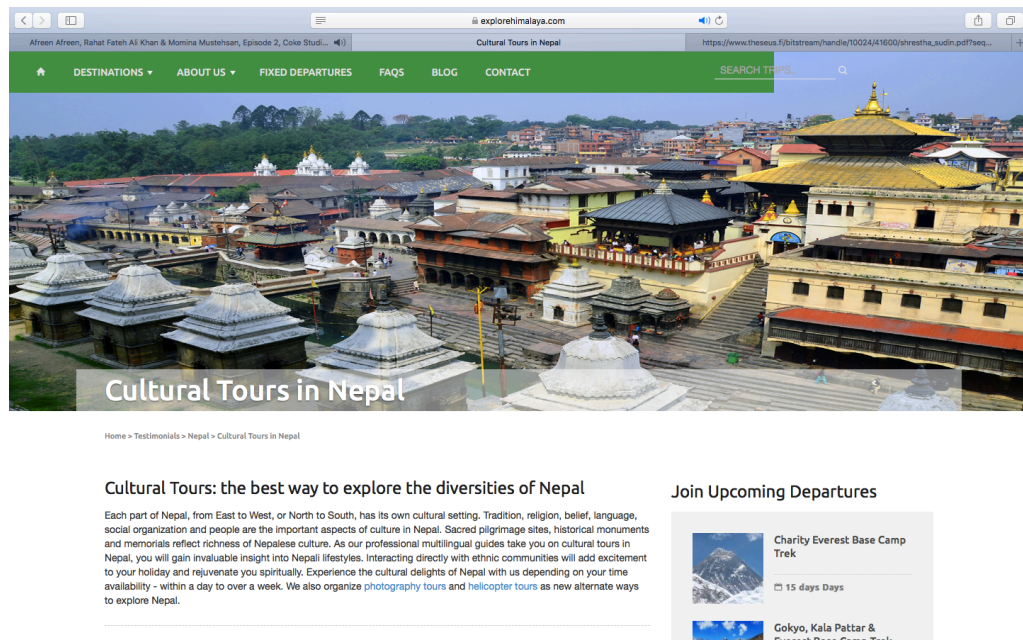 explorehimalaya.com
Afreen Afreen, Rahat Fateh Ali Khan & Momina Mustehsan, Episode 2, Coke Studi...
Cultural Tours in Nepal
https://www.theseus.fi/bitstream/handle/10024/41600/shrestha_sudin.pdf?seq...
DESTINATIONS
ABOUT US
FIXED DEPARTURES
FAQS
BLOG
CONTACT
SEARCH TRIPS...
Cultural Tours in Nepal
Home > Testimonials > Nepal > Cultural Tours in Nepal
Cultural Tours: the best way to explore the diversities of Nepal
Each part of Nepal, from East to West, or North to South, has its own cultural setting. Tradition, religion, belief, language,
social organization and people are the important aspects of culture in Nepal. Sacred pilgrimage sites, historical monuments
and memorials reflect richness of Nepalese culture. As our professional multilingual guides take you on cultural tours in
Nepal, you will gain invaluable insight into Nepali lifestyles. Interacting directly with ethnic communities will add excitement
to your holiday and rejuvenate you spiritually. Experience the cultural delights of Nepal with us depending on your time
availability - within a day to over a week. We also organize photography tours and helicopter tours as new alternate ways
to explore Nepal.
Join Upcoming Departures
Charity Everest Base Camp
Trek
15 days Days
Gokyo, Kala Pattar &
Everest Base Camp Trek